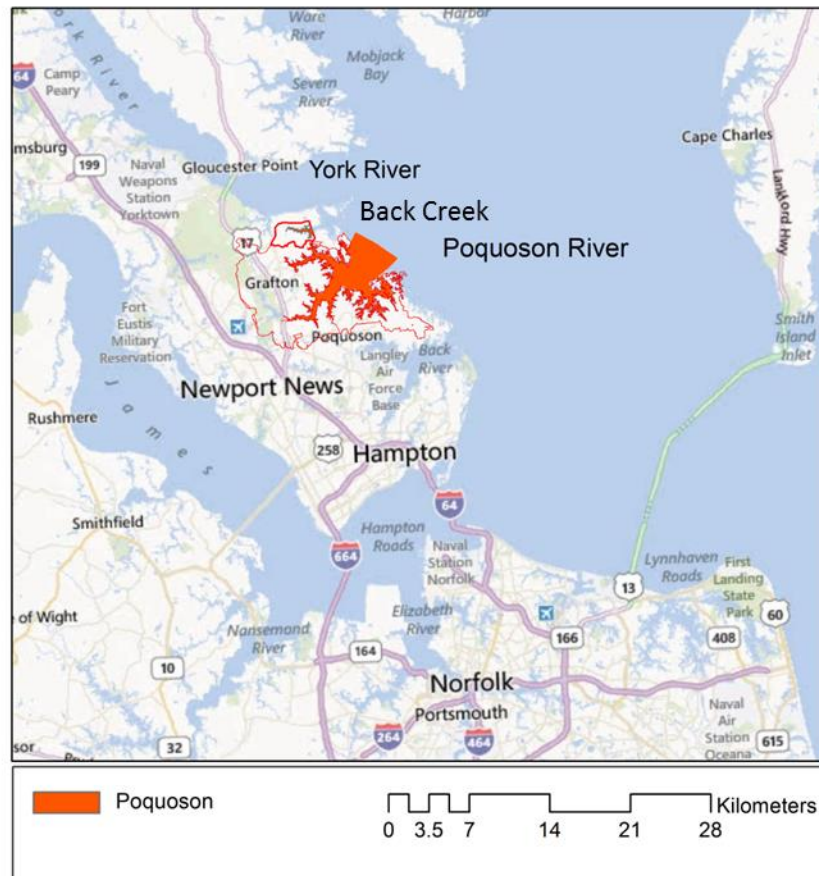 Ware
River
Harbor
Mobjack
Bay
York River
64
Camp
Peary
Severn
River
Cape Charles
msburg
199
Naval
Weapons
Station
Yorktown
Gloucester Point
York River
Back Creek
Poquoson River
17
Grafton
Poquoson
Fort
Eustis
Military
Reservation
Langley
Air
Force
Base
Back
River
Smith
Island
Inlet
James
Newport News
Rushmere
258
Hampton
64
Smithfield
Hampton
Roads
664
Naval
Station
Norfolk
Lynnhaven
Roads
First
Landing
State
Park
13
60
e of Wight
Nansemond
River
Elizabeth
River
164
166
408
10
Norfolk
Portsmouth
264
464
Naval
Air
Station
Oceana
615
sor
32
Poquoson
Kilometers
0 3.5 7 14 21 28